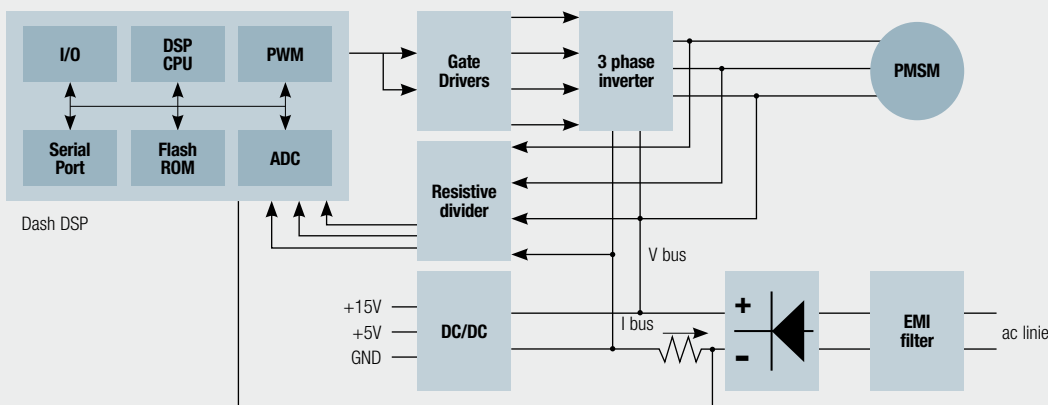 I/O
DSP
CPU
PWM
Serial
Port
Flash
ROM
ADC
Dash DSP
Gate
Drivers
3 phase
inverter
PMSM
Resistive
divider
V bus
+15V
+5V
GND
DC/DC
I bus
+
-
EMI
filter
ac linie